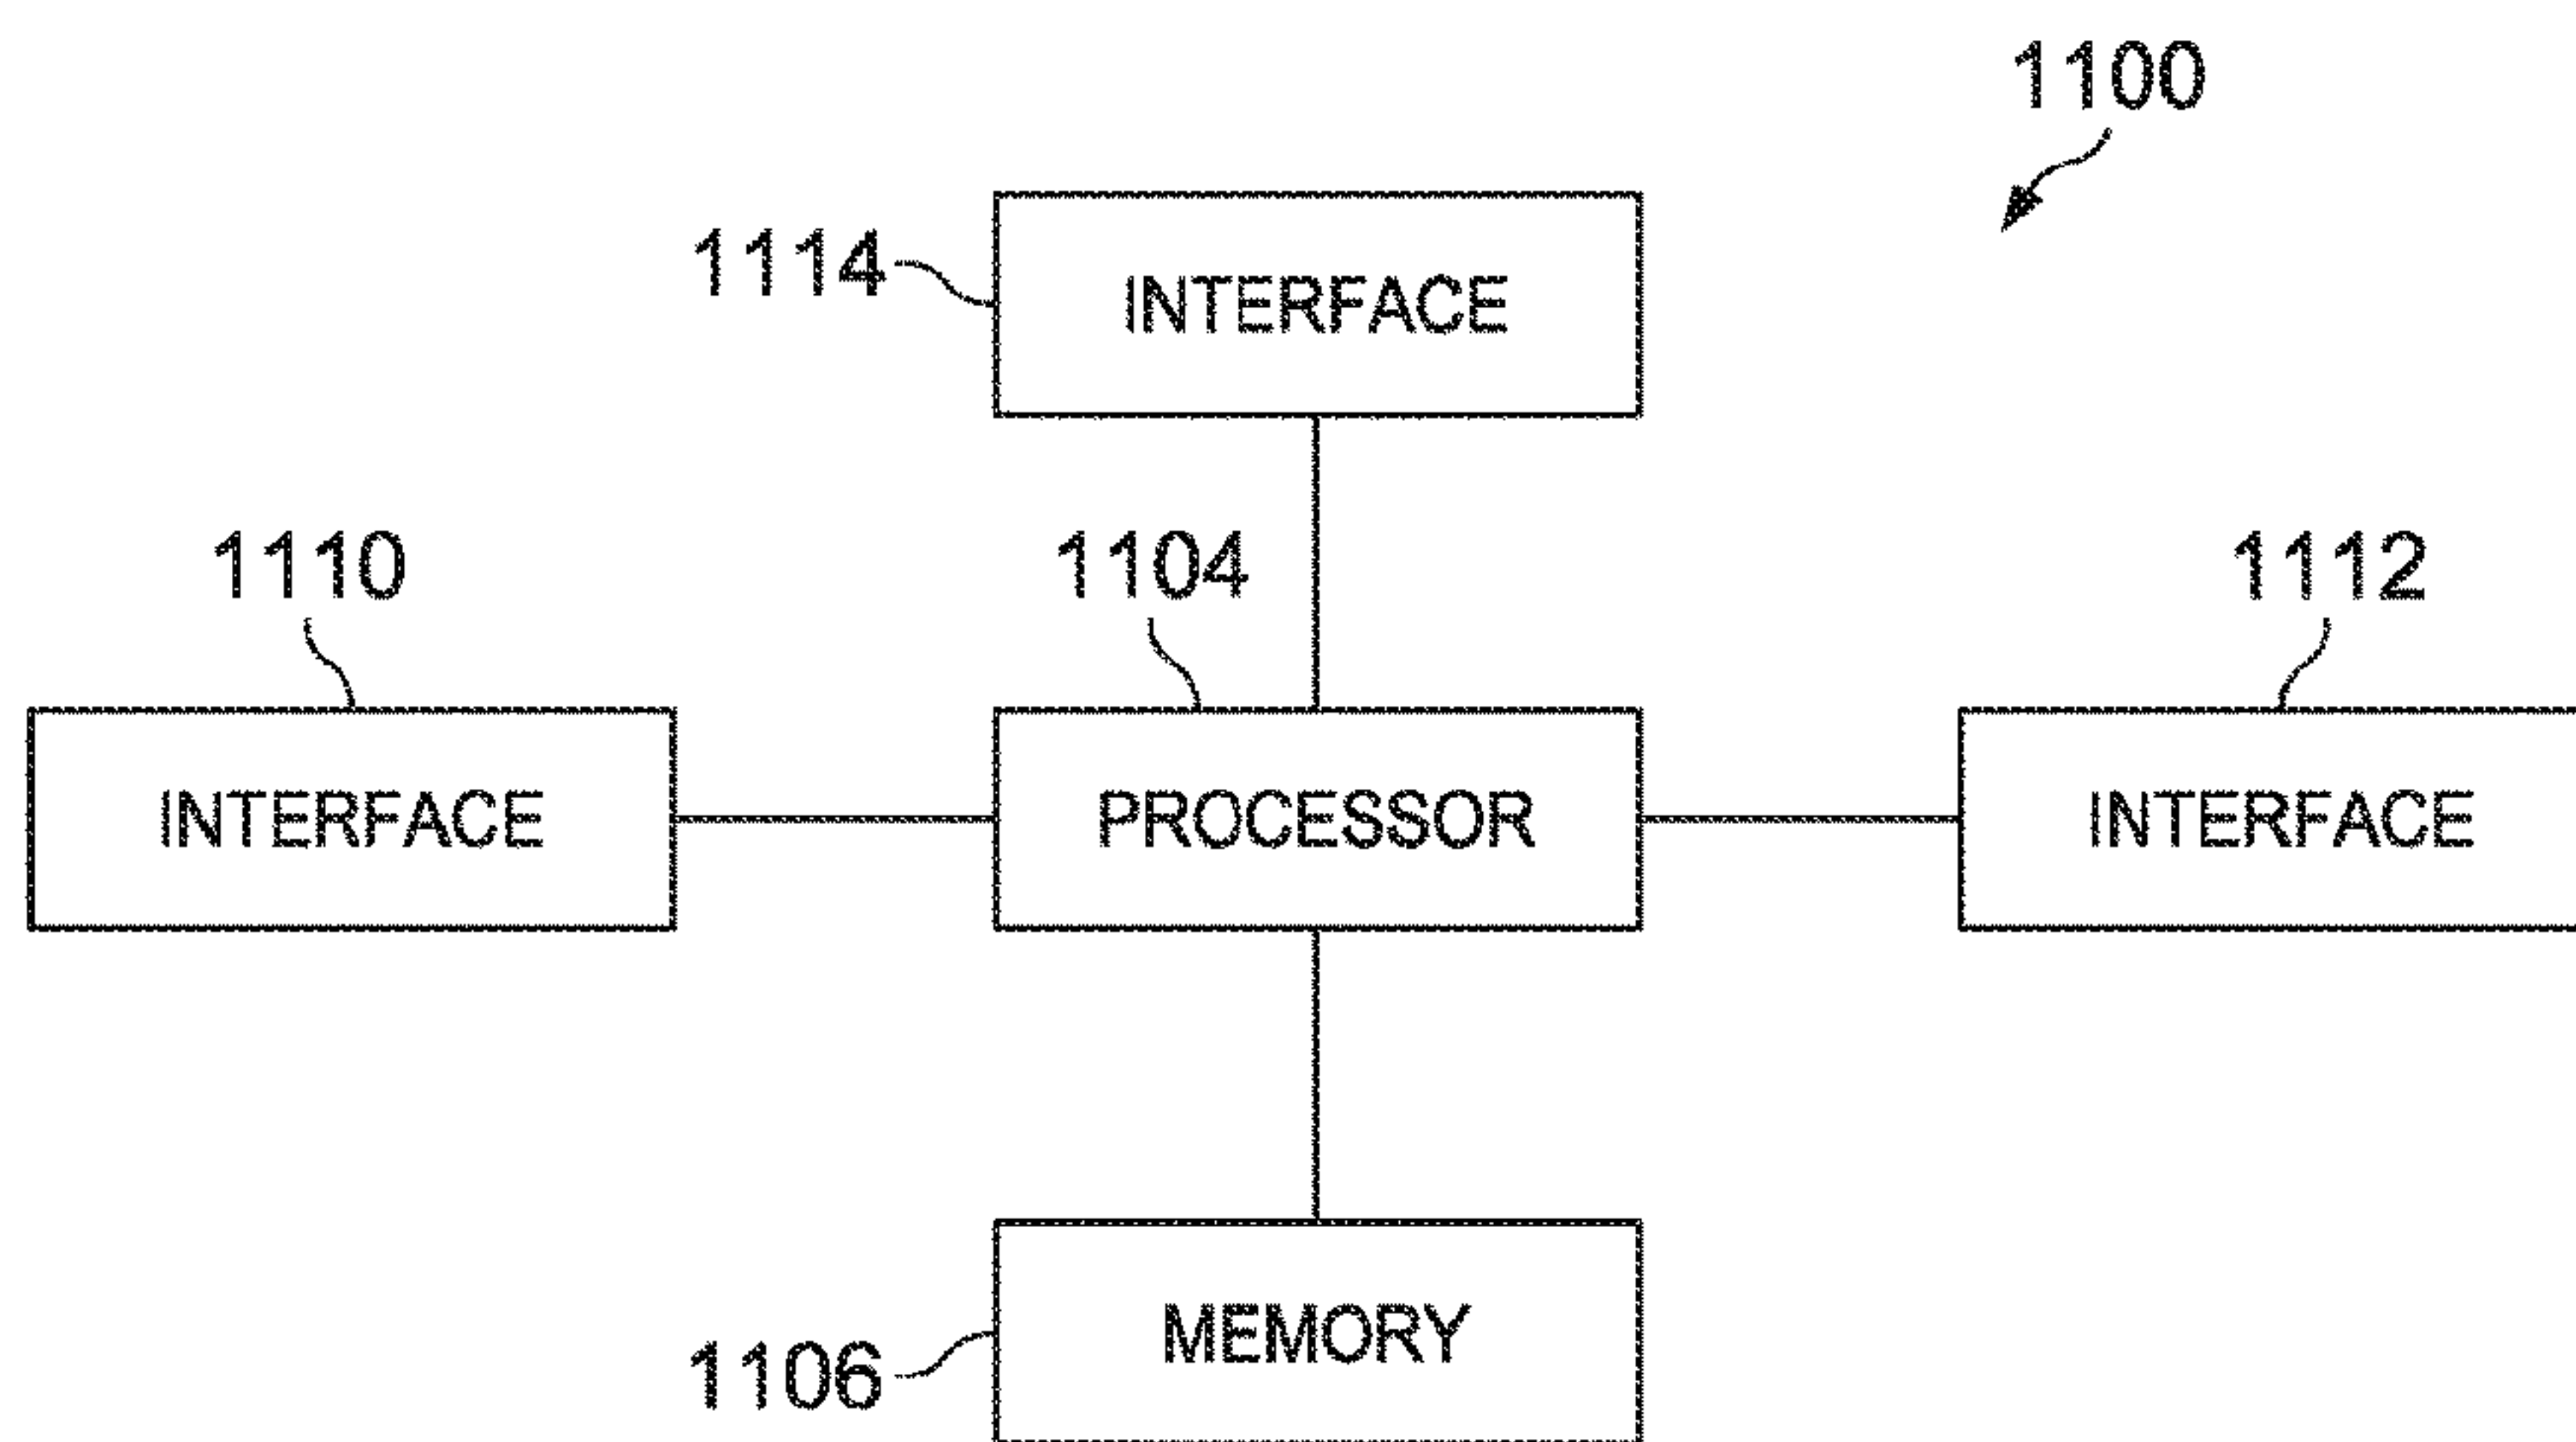 1100
1114
INTERFACE
1110
1104
1112
INTERFACE
PROCESSOR
INTERFACE
MEMORY
1106